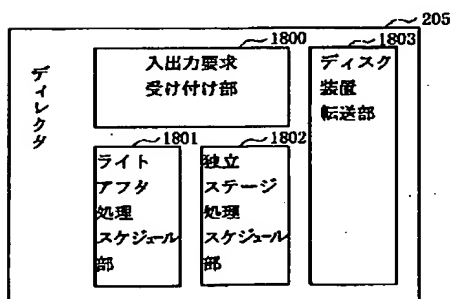 205
ディレクタ
1800
入出力要求
受け付け部
1803
ディスク
装置
転送部
1801
ライト
アフタ
処理
スケジュール
部
1802
独立
ステージ
処理
スケジュール
部